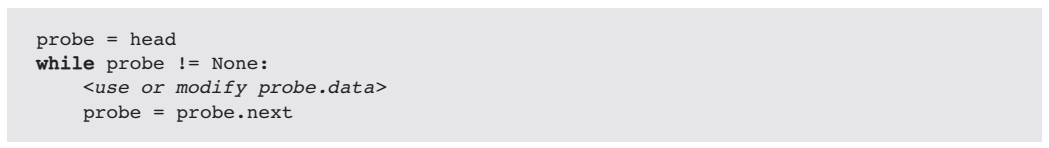 probe = head
while probe != None:
    <use or modify probe.data>
    probe = probe.next